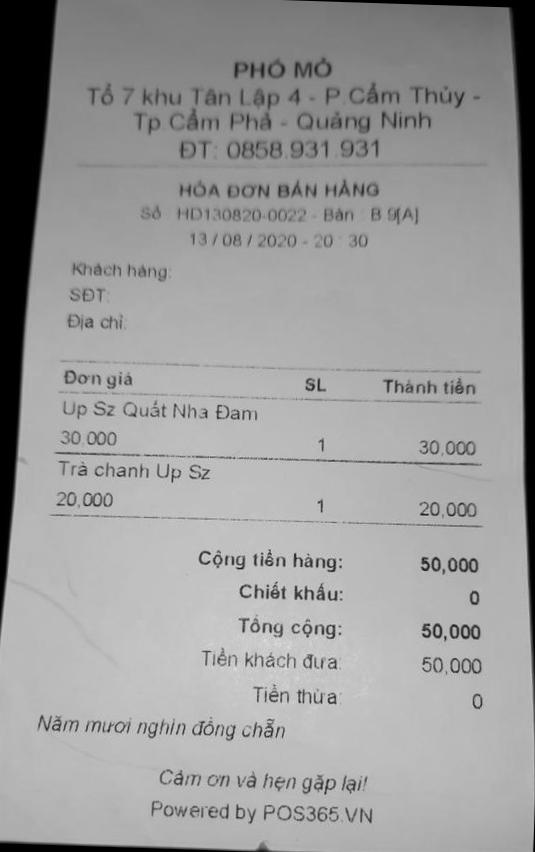 PHỐ MỎ
Tổ 7 khu Tân Lập 4 - P.Cẩm Thủy -
Tp.Cẩm Phả - Quảng Ninh
ĐT: 0858.931.931
HÓA ĐƠN BÁN HÀNG
Số : HD130820-0022 - Bàn : B 9[A]
13 / 08 / 2020 - 20 : 30
Khách hàng:
SĐT:
Địa chỉ:
Đơn giá SL Thành tiền
Up Sz Quất Nha Đam
30,000 1 30,000
Trà chanh Up Sz
20,000 1 20,000
Cộng tiền hàng: 50,000
Chiết khấu: 0
Tổng cộng: 50,000
Tiền khách đưa: 50,000
Tiền thừa: 0
Năm mươi nghìn đồng chẵn
Cảm ơn và hẹn gặp lại!
Powered by POS365.VN